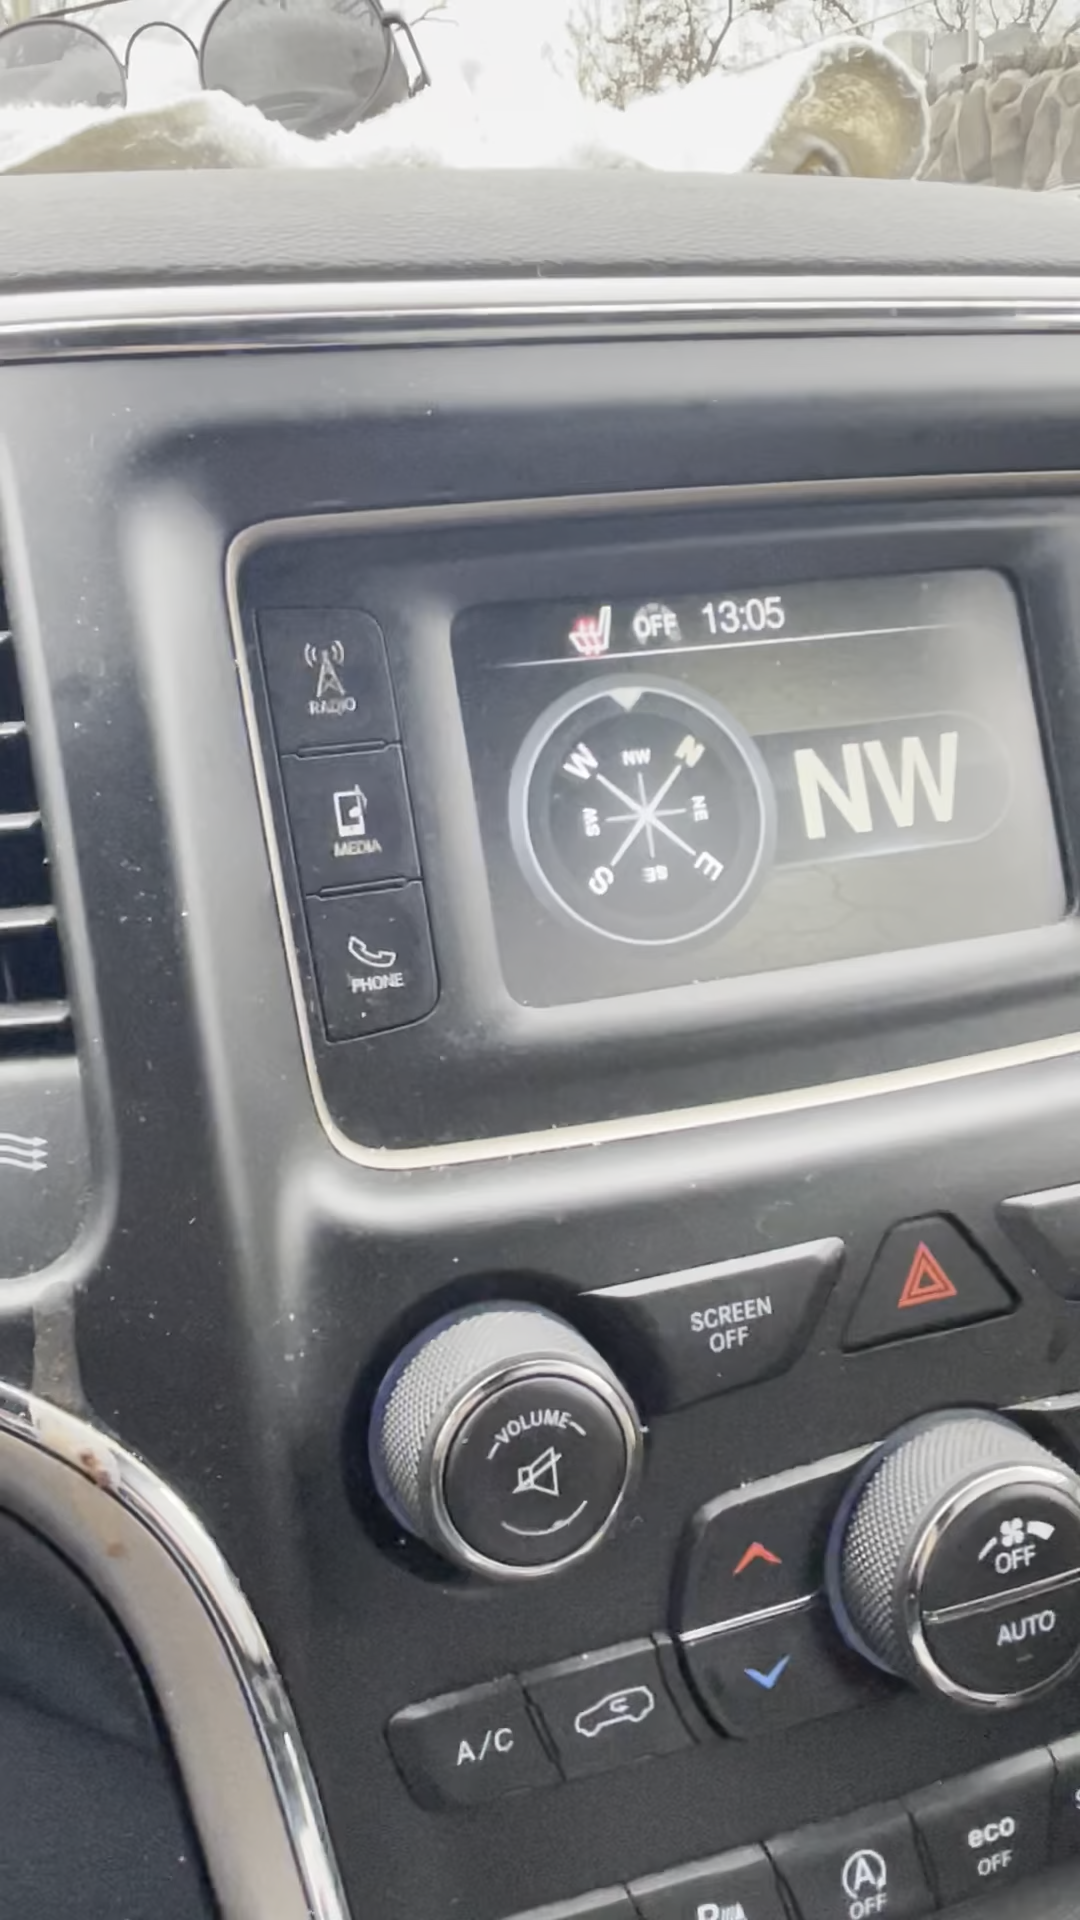 OFF 13:05
RADIO
MEDIA
PHONE
NW
W
N
SW
NE
S
SE
E
NW
SCREEN
OFF
VOLUME
OFF
AUTO
A/C
A
OFF
eco
OFF